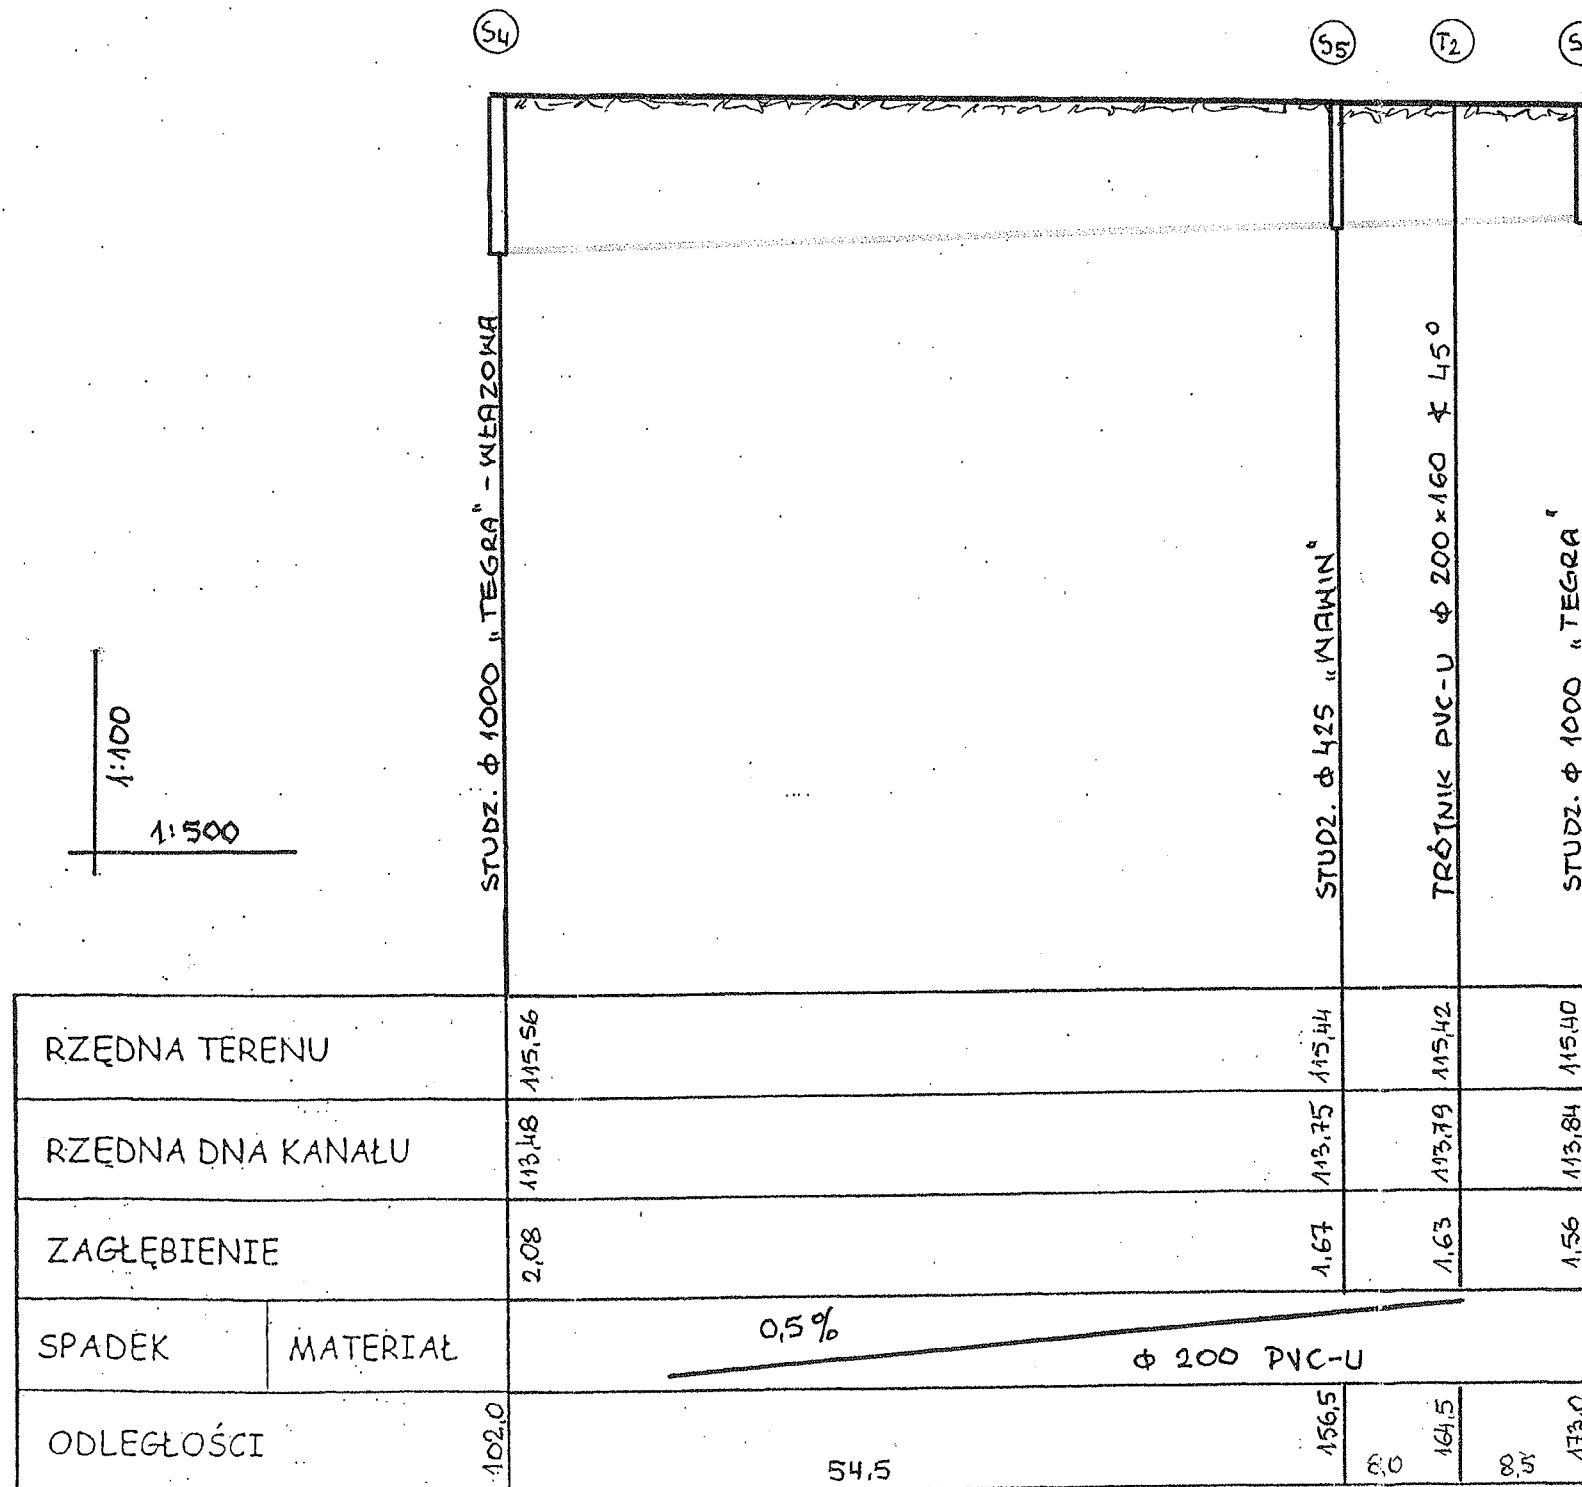 S4 S5 T2 S
STUDZ. ϕ 1000 „TEGRA" - WŁAZOWA
STUDZ. ϕ 425 „WAWIN"
TRÓJNIK PVC-U ϕ 200×160 ∢ 45°
STUDZ. ϕ 1000 „TEGRA"
1:100
1:500
RZĘDNA TERENU 115,56 115,44 115,42 115,40
RZĘDNA DNA KANAŁU 113,48 113,75 113,79 113,84
ZAGŁĘBIENIE 2,08 1,67 1,63 1,56
SPADEK MATERIAŁ 0,5% ϕ 200 PVC-U
ODLEGŁOŚCI 102,0 54,5 156,5 8,0 164,5 8,5 173,0